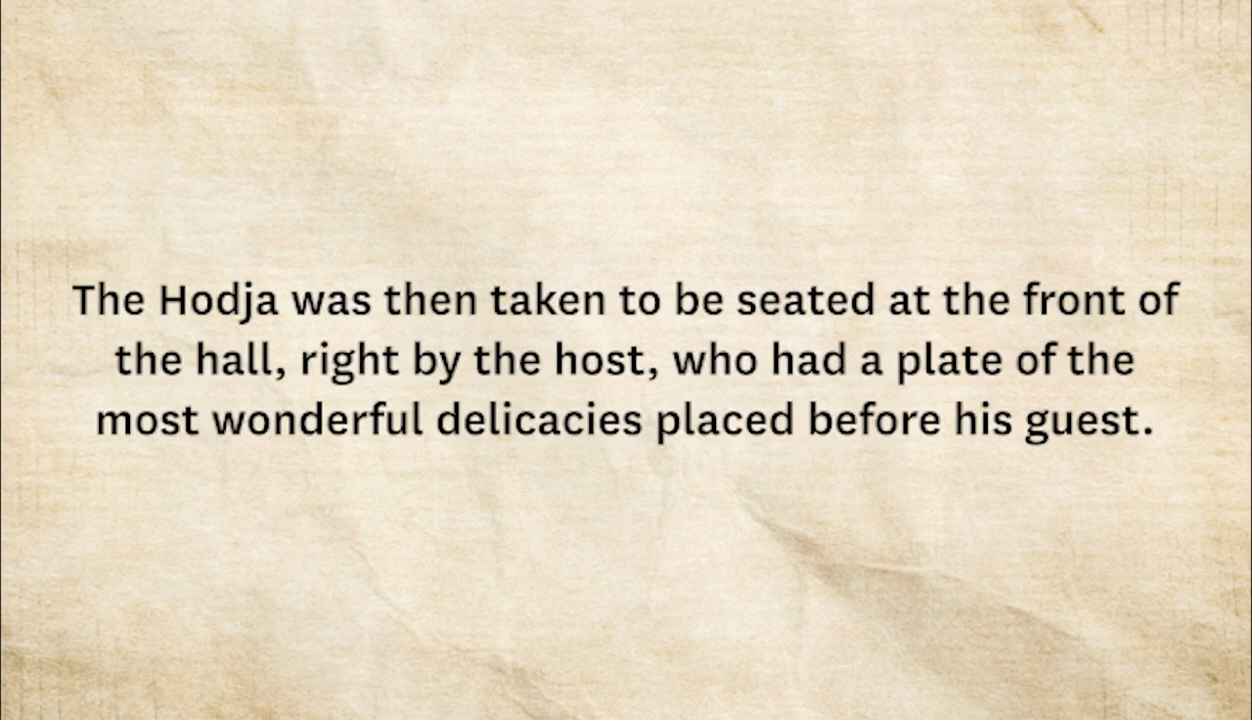 The Hodja was then taken to be seated at the front of
the hall, right by the host, who had a plate of the
most wonderful delicacies placed before his guest.